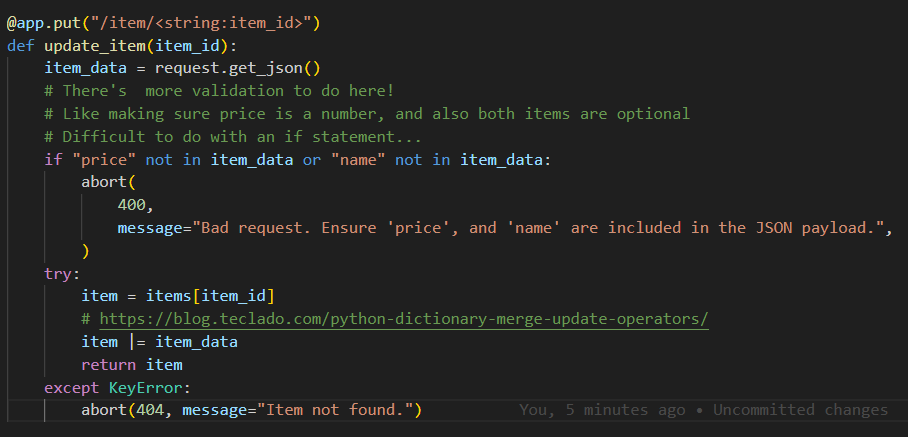 @app.put("/item/<string:item_id>")
def update_item(item_id):
    item_data = request.get_json()
    # There's  more validation to do here!
    # Like making sure price is a number, and also both items are optional
    # Difficult to do with an if statement...
    if "price" not in item_data or "name" not in item_data:
        abort(
            400,
            message="Bad request. Ensure 'price', and 'name' are included in the JSON payload.",
        )
    try:
        item = items[item_id]
        # https://blog.teclado.com/python-dictionary-merge-update-operators/
        item |= item_data
        return item
    except KeyError:
        abort(404, message="Item not found.")          You, 5 minutes ago • Uncommitted changes